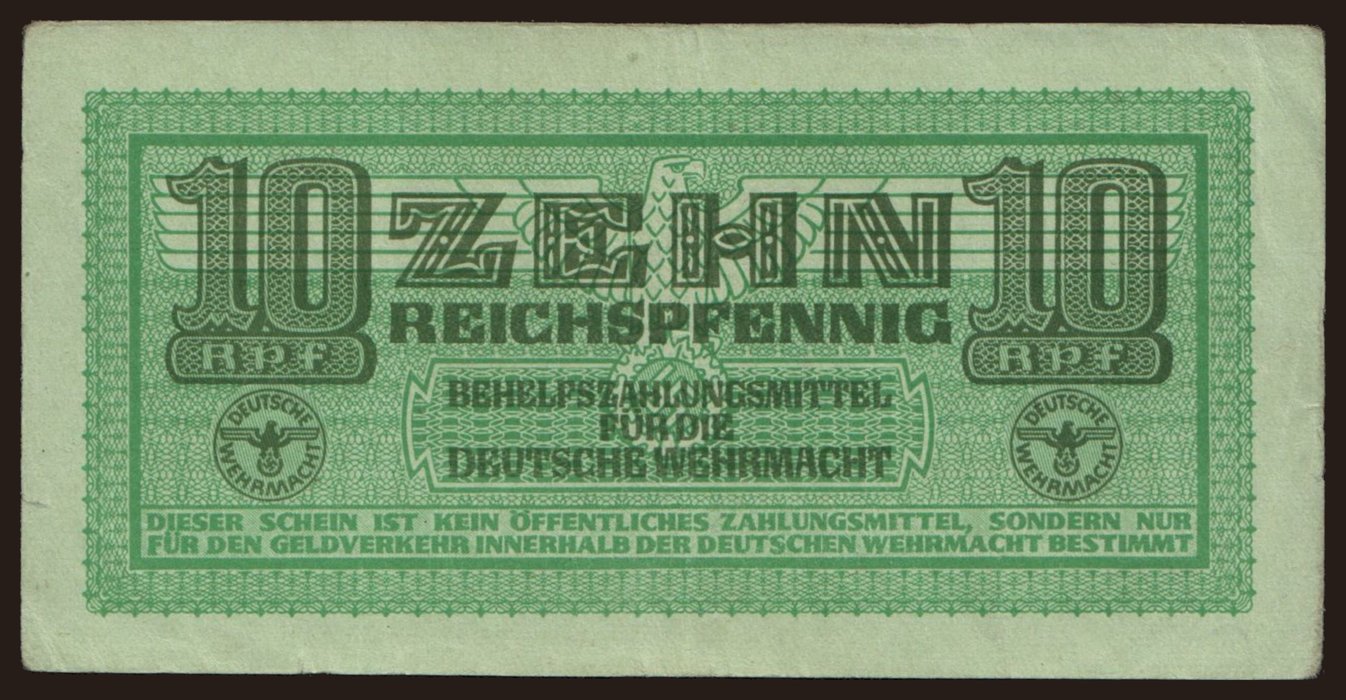 10 ZEHN 10
REICHSPFENNIG
Rpf Rpf
BEHELFSZAHLUNGSMITTEL
FÜR DIE
DEUTSCHE WEHRMACHT
DEUTSCHE WEHRMACHT
DEUTSCHE WEHRMACHT
DIESER SCHEIN IST KEIN ÖFFENTLICHES ZAHLUNGSMITTEL, SONDERN NUR
FÜR DEN GELDVERKEHR INNERHALB DER DEUTSCHEN WEHRMACHT BESTIMMT